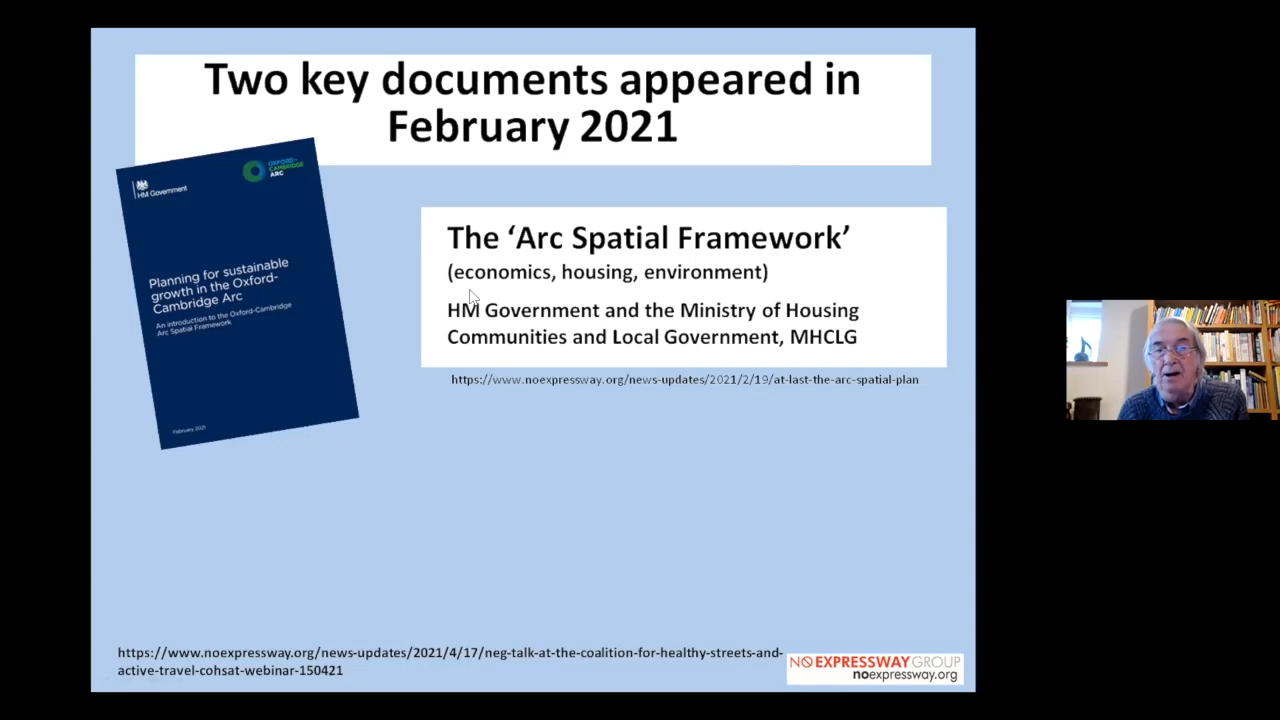 Two key documents appeared in
February 2021
HM Government
OXFORD-
CAMBRIDGE
ARC
Planning for sustainable
growth in the Oxford-
Cambridge Arc
An introduction to the Oxford-Cambridge
Arc Spatial Framework
February 2021
The ‘Arc Spatial Framework’
(economics, housing, environment)
HM Government and the Ministry of Housing
Communities and Local Government, MHCLG
https://www.noexpressway.org/news-updates/2021/2/19/at-last-the-arc-spatial-plan
https://www.noexpressway.org/news-updates/2021/4/17/neg-talk-at-the-coalition-for-healthy-streets-and-
active-travel-cohsat-webinar-150421
NO EXPRESSWAY GROUP
noexpressway.org